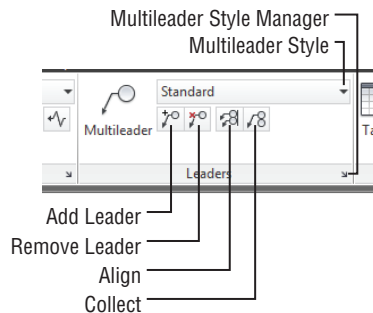 Multileader Style Manager
Multileader Style
Standard
Multileader
Ta
Leaders
Add Leader
Remove Leader
Align
Collect